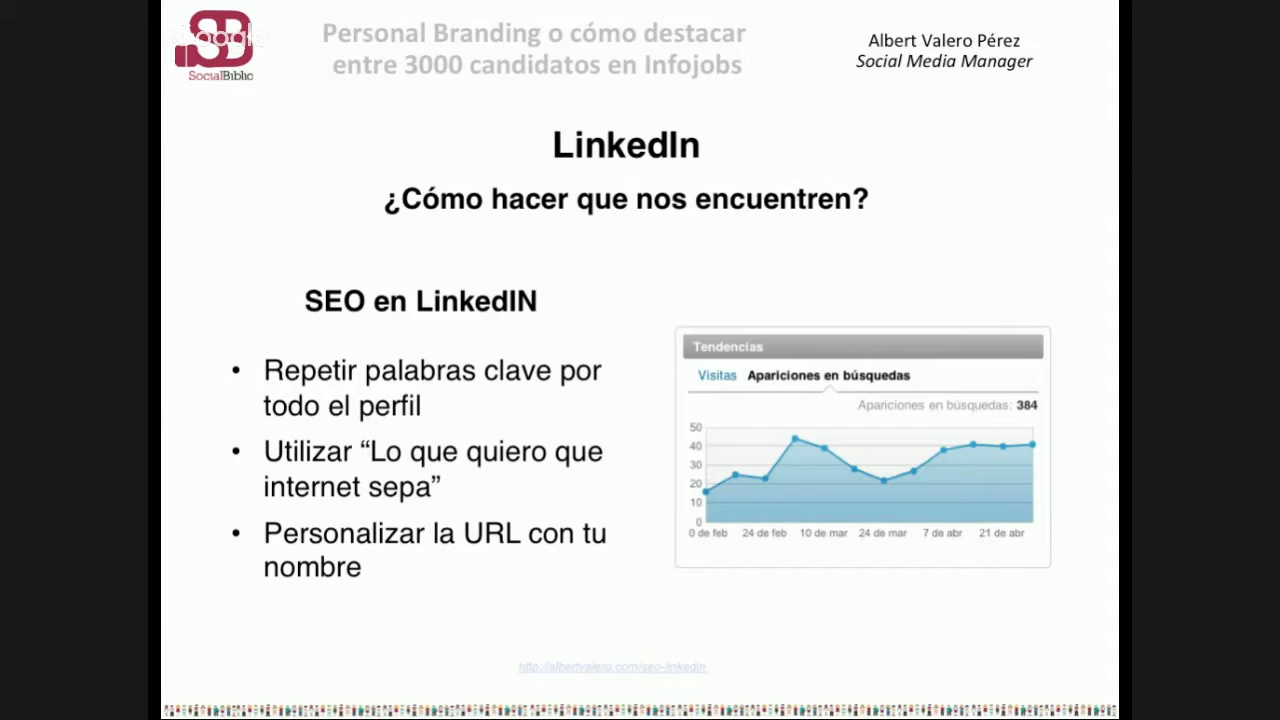 Google
SocialBiblio
Personal Branding o cómo destacar
entre 3000 candidatos en Infojobs
Albert Valero Pérez
Social Media Manager
LinkedIn
¿Cómo hacer que nos encuentren?
SEO en LinkedIN
• Repetir palabras clave por
todo el perfil
• Utilizar “Lo que quiero que
internet sepa”
• Personalizar la URL con tu
nombre
Tendencias
Visitas Apariciones en búsquedas
Apariciones en búsquedas: 384
50
40
30
20
10
0
0 de feb 24 de feb 10 de mar 24 de mar 7 de abr 21 de abr
http://albertvalero.com/seo-linkedin